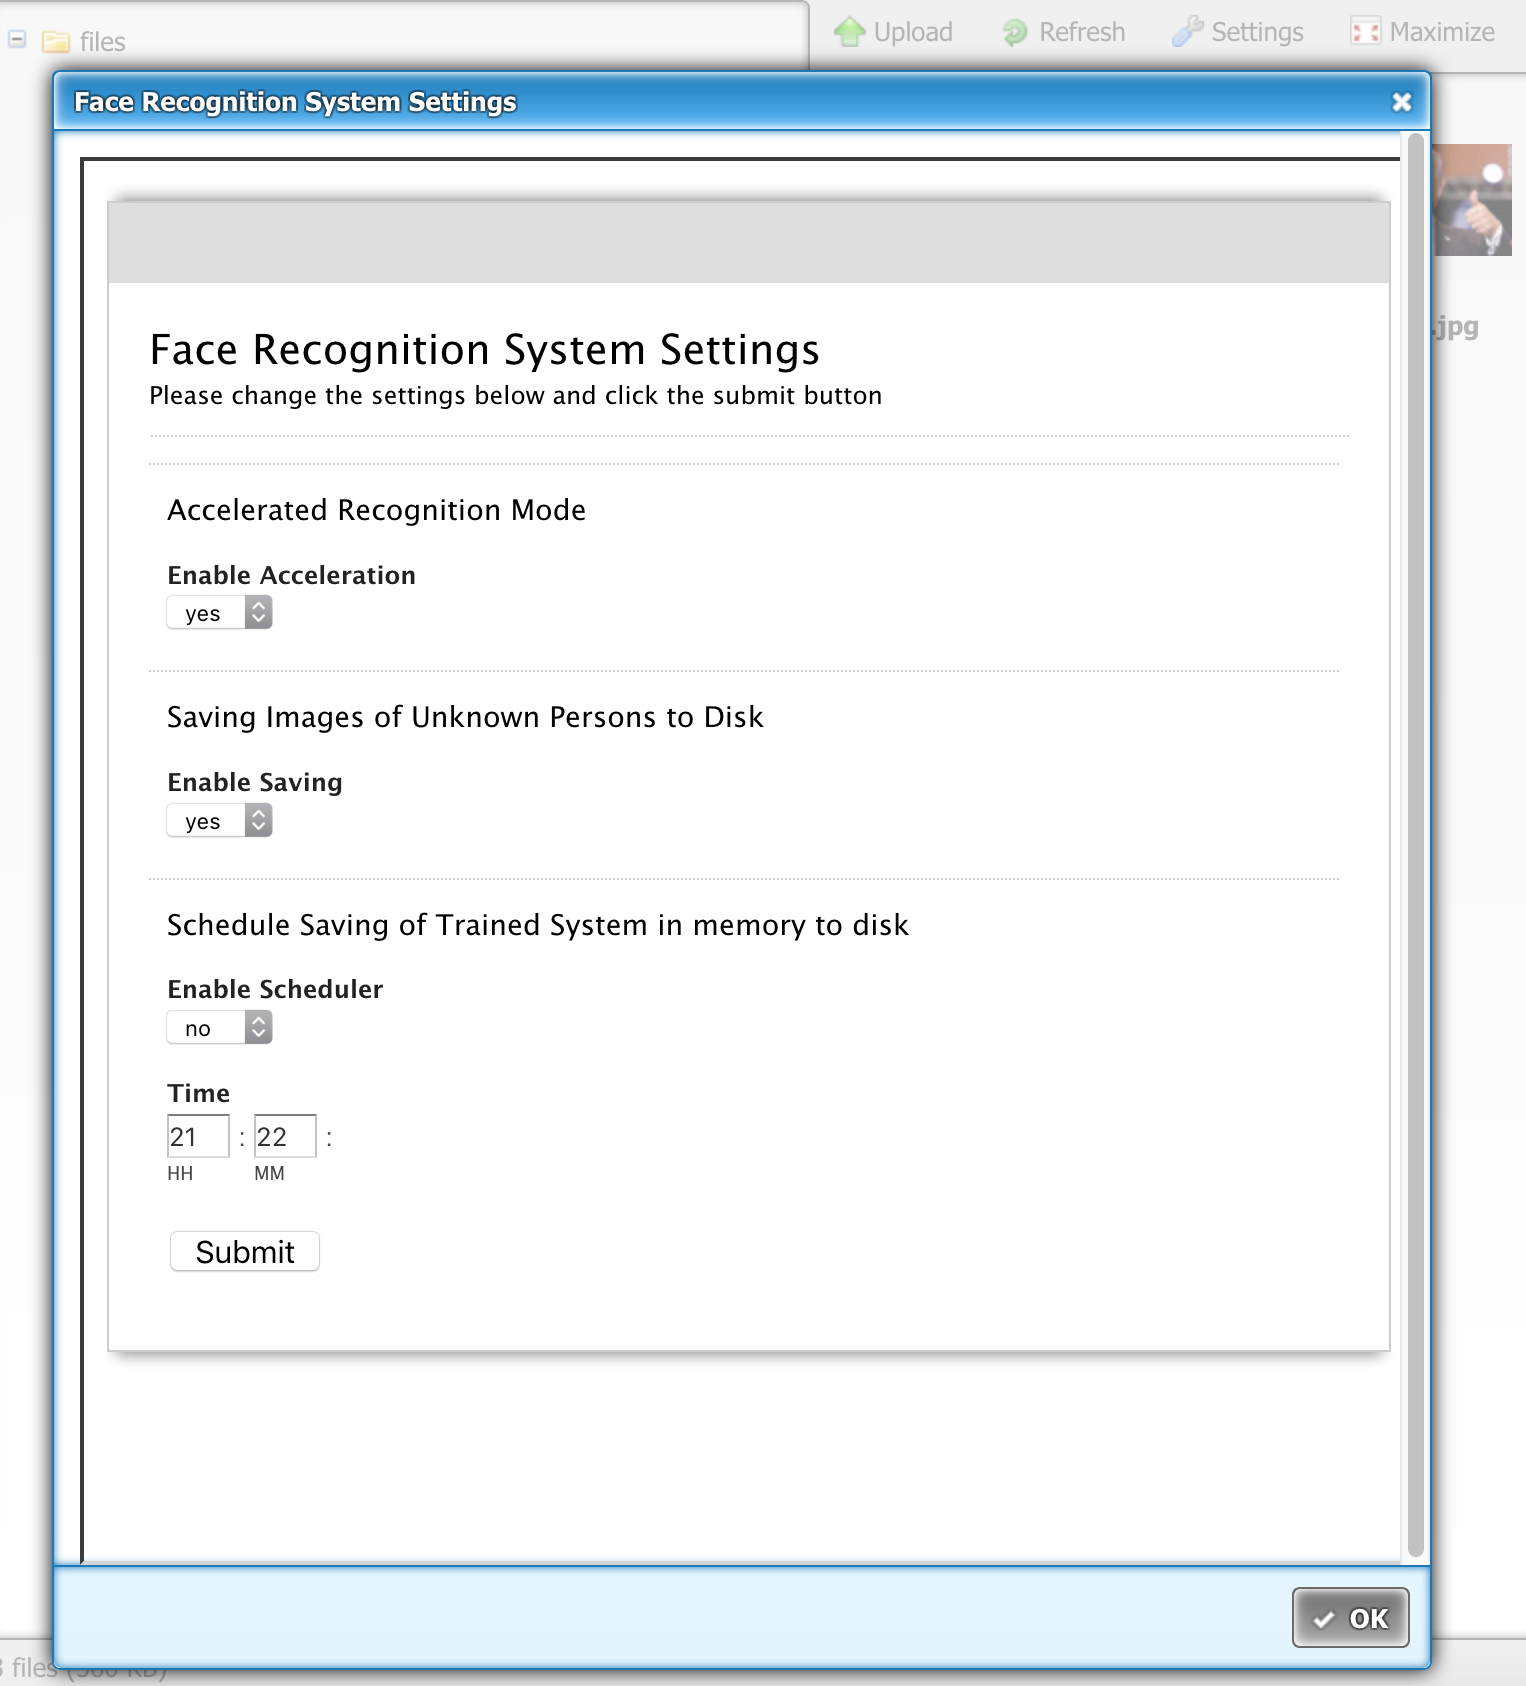 files
Upload
Refresh
Settings
Maximize
Face Recognition System Settings
.jpg
Face Recognition System Settings
Please change the settings below and click the submit button
Accelerated Recognition Mode
Enable Acceleration
yes
Saving Images of Unknown Persons to Disk
Enable Saving
yes
Schedule Saving of Trained System in memory to disk
Enable Scheduler
no
Time
21 : 22 :
HH MM
Submit
OK
files